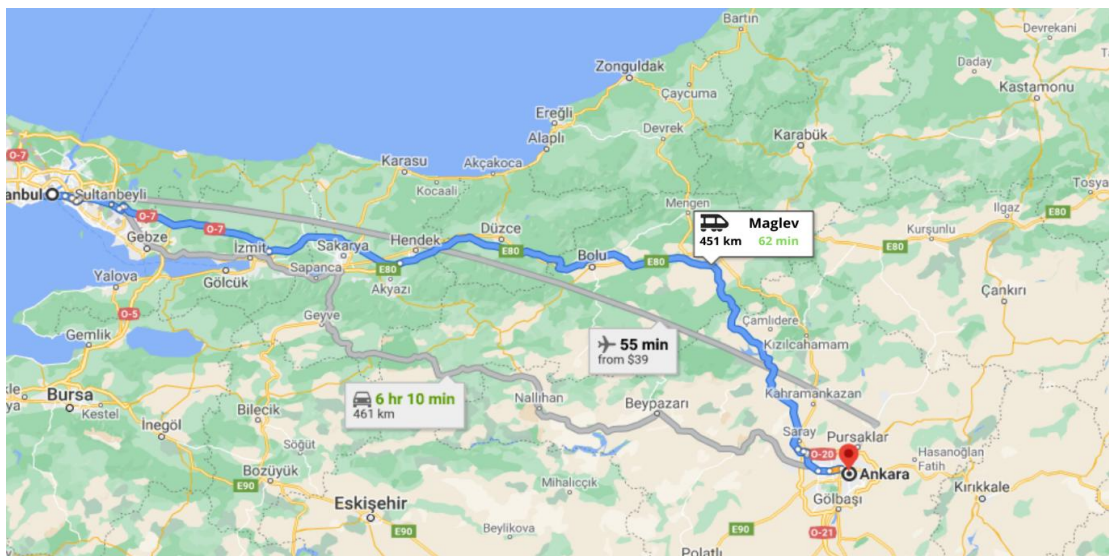 Bartın
Devrekani
Zonguldak
Daday
Çaycuma
Kastamonu
Ereğli
Alaplı
Devrek
Karabük
O-7
Karasu
Akçakoca
Kocaali
Tosya
tanbul
Sultanbeyli
O-7
O-7
Mengen
Ilgaz
E80
Gebze
İzmit
Sakarya
Hendek
Düzce
E80
Maglev
451 km 62 min
Kurşunlu
E80
Yalova
Gölcük
Sapanca
E80
Akyazı
Bolu
E80
Çankırı
O-5
Gemlik
Geyve
Çamlıdere
Kızılcahamam
55 min
from $39
Bursa
Kestel
6 hr 10 min
461 km
Nallıhan
Beypazarı
Kahramankazan
İnegöl
Bilecik
Söğüt
Saray
Pursaklar
O-20
Hasanoğlan
Fatih
Ankara
E90
Bozüyük
Mihalıççık
Gölbaşı
Kırıkkale
Eskişehir
E90
Beylikova
E90
O-21
Polatlı